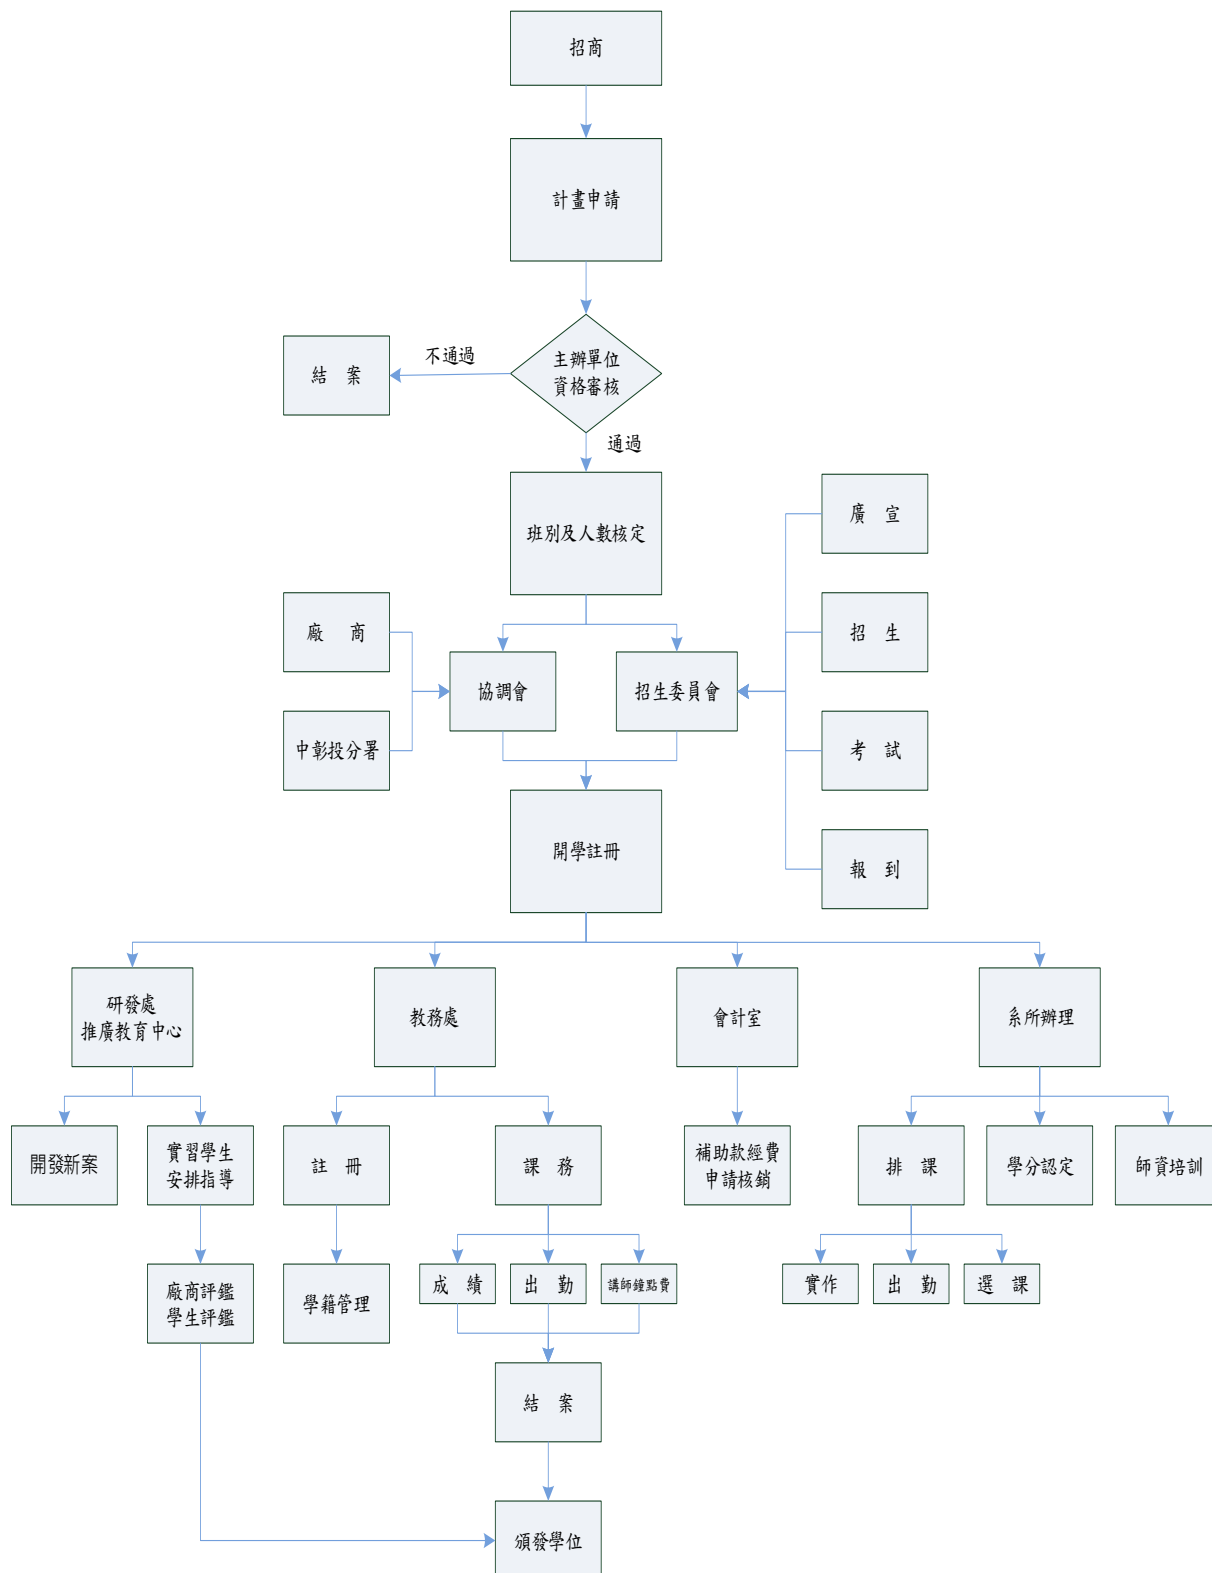 招商
計畫申請
主辦單位
資格審核
不通過
結　案
通過
班別及人數核定
廣　宣
廠　商
招　生
協調會
招生委員會
中彰投分署
考　試
開學註冊
報　到
研發處
推廣教育中心
教務處
會計室
系所辦理
開發新案
實習學生
安排指導
註　冊
課　務
補助款經費
申請核銷
排　課
學分認定
師資培訓
廠商評鑑
學生評鑑
學籍管理
成　績
出　勤
講師鐘點費
實作
出　勤
選　課
結　案
頒發學位